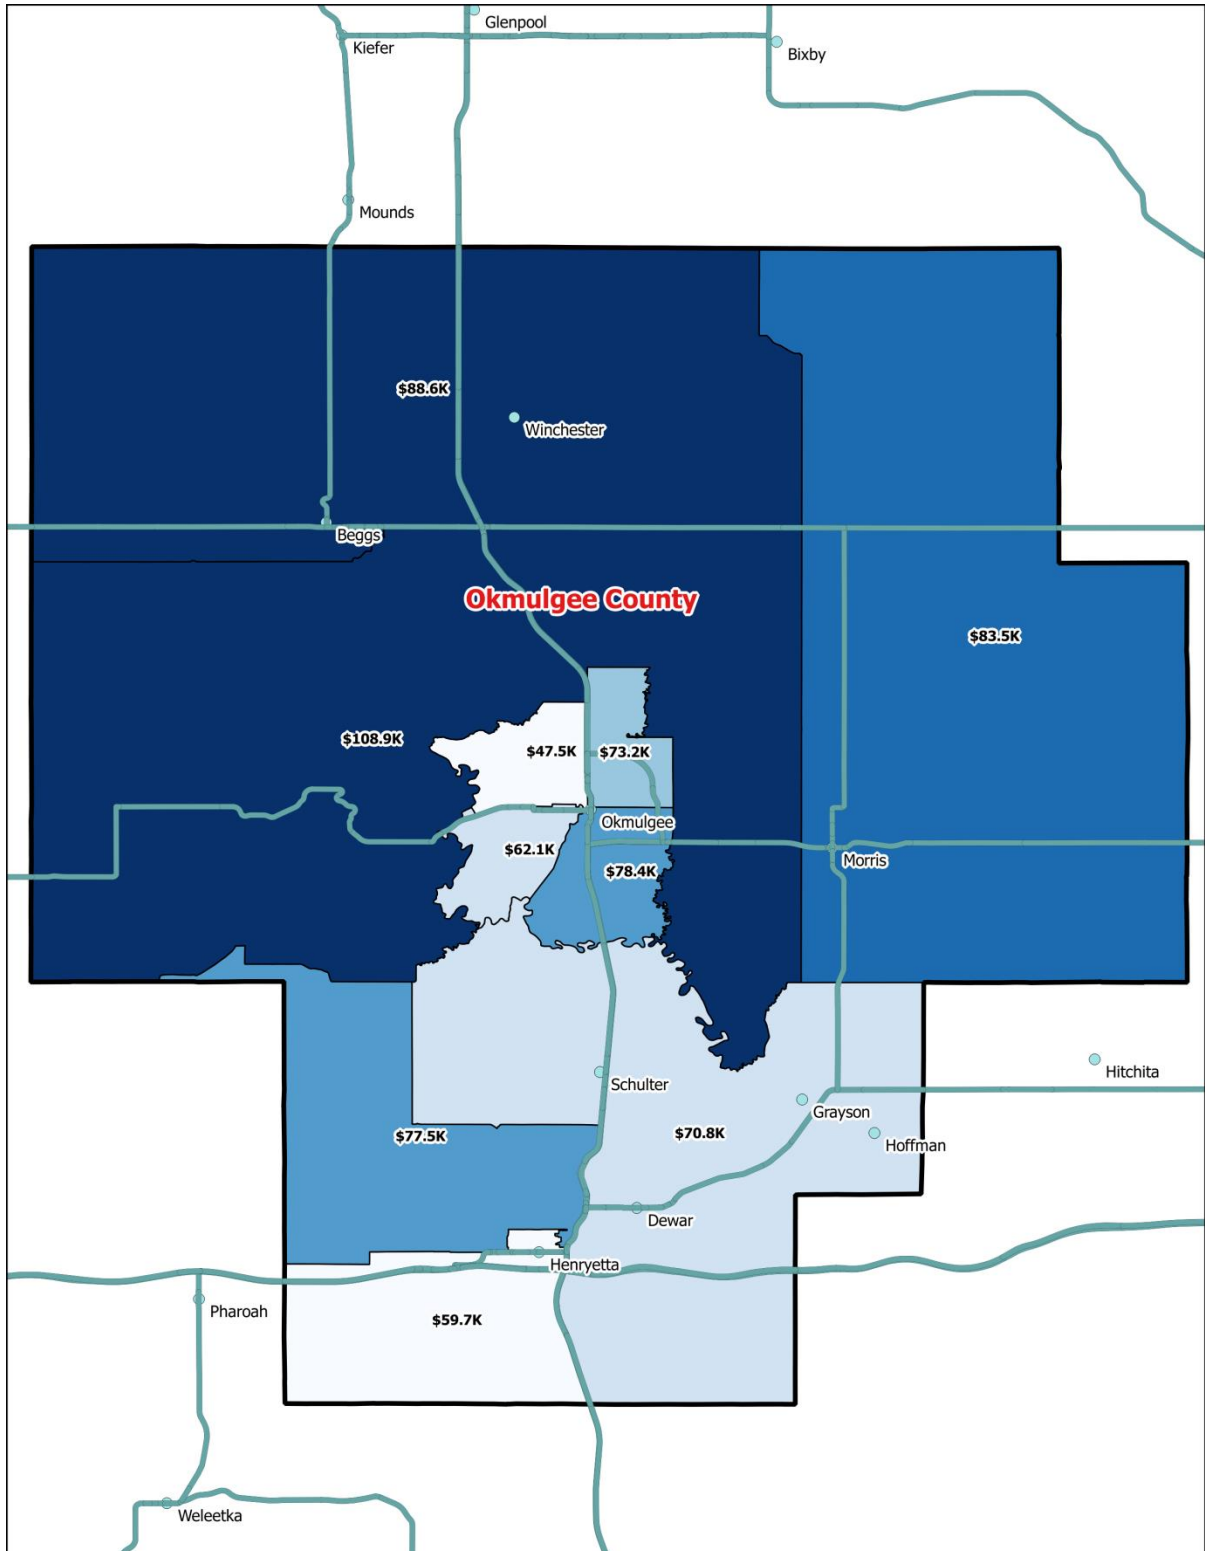 Glenpool
Kiefer
Bixby
Mounds
$88.6K
Winchester
Beggs
Okmulgee County
$83.5K
$108.9K
$47.5K
$73.2K
Okmulgee
$62.1K
Morris
$78.4K
Hitchita
Schulter
Grayson
$77.5K
$70.8K
Hoffman
Dewar
Henryetta
Pharoah
$59.7K
Weleetka